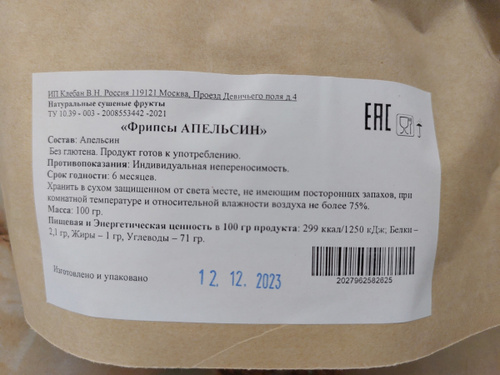 ИП Клебан В.Н. Россия 119121 Москва, Проезд Девичьего поля д.4
Натуральные сушеные фрукты
ТУ 10.39 - 003 - 2008553442 -2021
«Фрипсы АПЕЛЬСИН»
Состав: Апельсин
Без глютена. Продукт готов к употреблению.
Противопоказания: Индивидуальная непереносимость.
Срок годности: 6 месяцев.
Хранить в сухом защищенном от света месте, не имеющим посторонних запахов, при
комнатной температуре и относительной влажности воздуха не более 75%.
Масса: 100 гр.
Пищевая и Энергетическая ценность в 100 гр продукта: 299 ккал/1250 кДж, Белки –
2,1 гр, Жиры – 1 гр, Углеводы – 71 гр.
Изготовлено и упаковано 12. 12. 2023
EAC
2027962582825